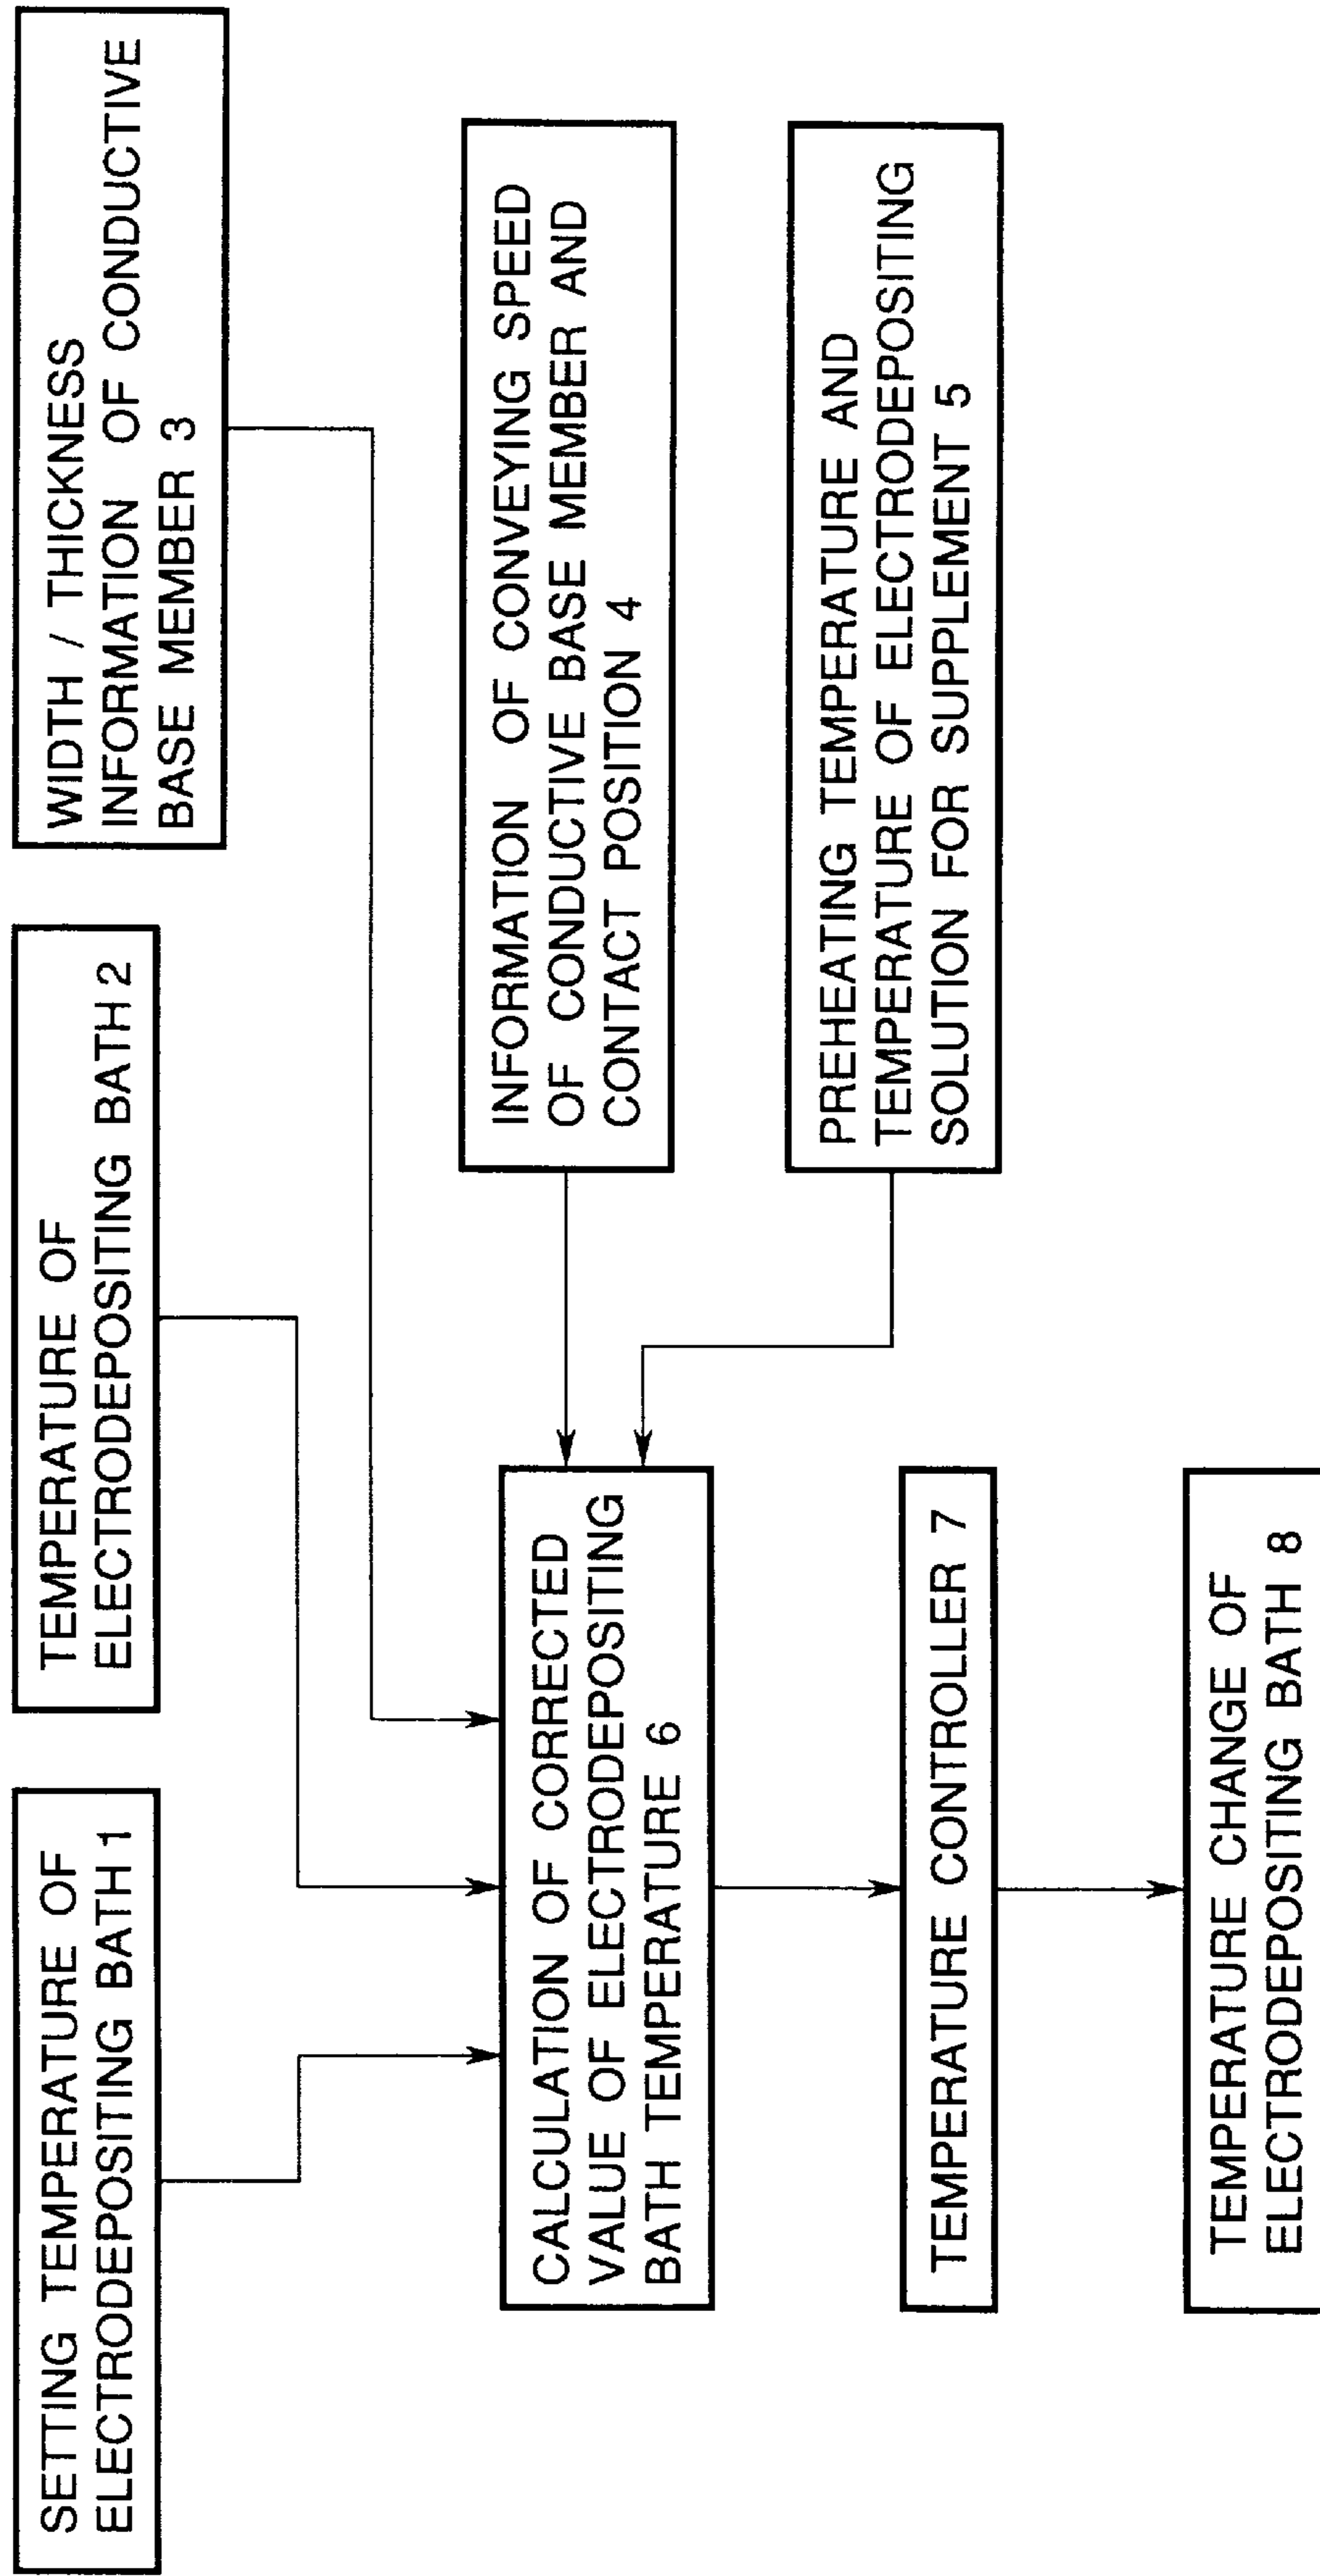 SETTING TEMPERATURE OF
ELECTRODEPOSITING BATH 1
TEMPERATURE OF
ELECTRODEPOSITING BATH 2
WIDTH / THICKNESS
INFORMATION OF CONDUCTIVE
BASE MEMBER 3
INFORMATION OF CONVEYING SPEED
OF CONDUCTIVE BASE MEMBER AND
CONTACT POSITION 4
PREHEATING TEMPERATURE AND
TEMPERATURE OF ELECTRODEPOSITING
SOLUTION FOR SUPPLEMENT 5
CALCULATION OF CORRECTED
VALUE OF ELECTRODEPOSITING
BATH TEMPERATURE 6
TEMPERATURE CONTROLLER 7
TEMPERATURE CHANGE OF
ELECTRODEPOSITING BATH 8